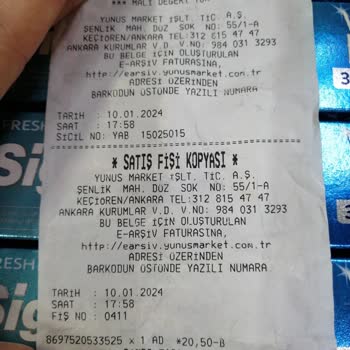 *** MALİ DEĞERİ YOK
YUNUS MARKET İŞLT. TİC. A.Ş.
ŞENLİK MAH. DÜZ SOK NO: 55/1-A
KEÇİÖREN/ANKARA TEL:312 815 47 47
ANKARA KURUMLAR V.D. V.NO: 984 031 3293
BU BELGE İÇİN OLUŞTURULAN
E-ARŞİV FATURASINA,
http://earsiv.yunusmarket.com.tr
ADRESİ ÜZERİNDEN
BARKODUN ÜSTÜNDE YAZILI NUMARA
TARİH : 10.01.2024
SAAT : 17:58
SİCİL NO: YAB 15025015
* SATIŞ FİŞİ KOPYASI *
YUNUS MARKET İŞLT. TİC. A.Ş.
ŞENLİK MAH. DÜZ SOK NO: 55/1-A
KEÇİÖREN/ANKARA TEL:312 815 47 47
ANKARA KURUMLAR V.D. V.NO: 984 031 3293
BU BELGE İÇİN OLUŞTURULAN
E-ARŞİV FATURASINA,
http://earsiv.yunusmarket.com.tr
ADRESİ ÜZERİNDEN
BARKODUN ÜSTÜNDE YAZILI NUMARA
TARİH : 10.01.2024
SAAT : 17:58
FİŞ NO : 0411
8697520533525 x 1 AD *20,50-B
FRESH
Sig
ESH
Si